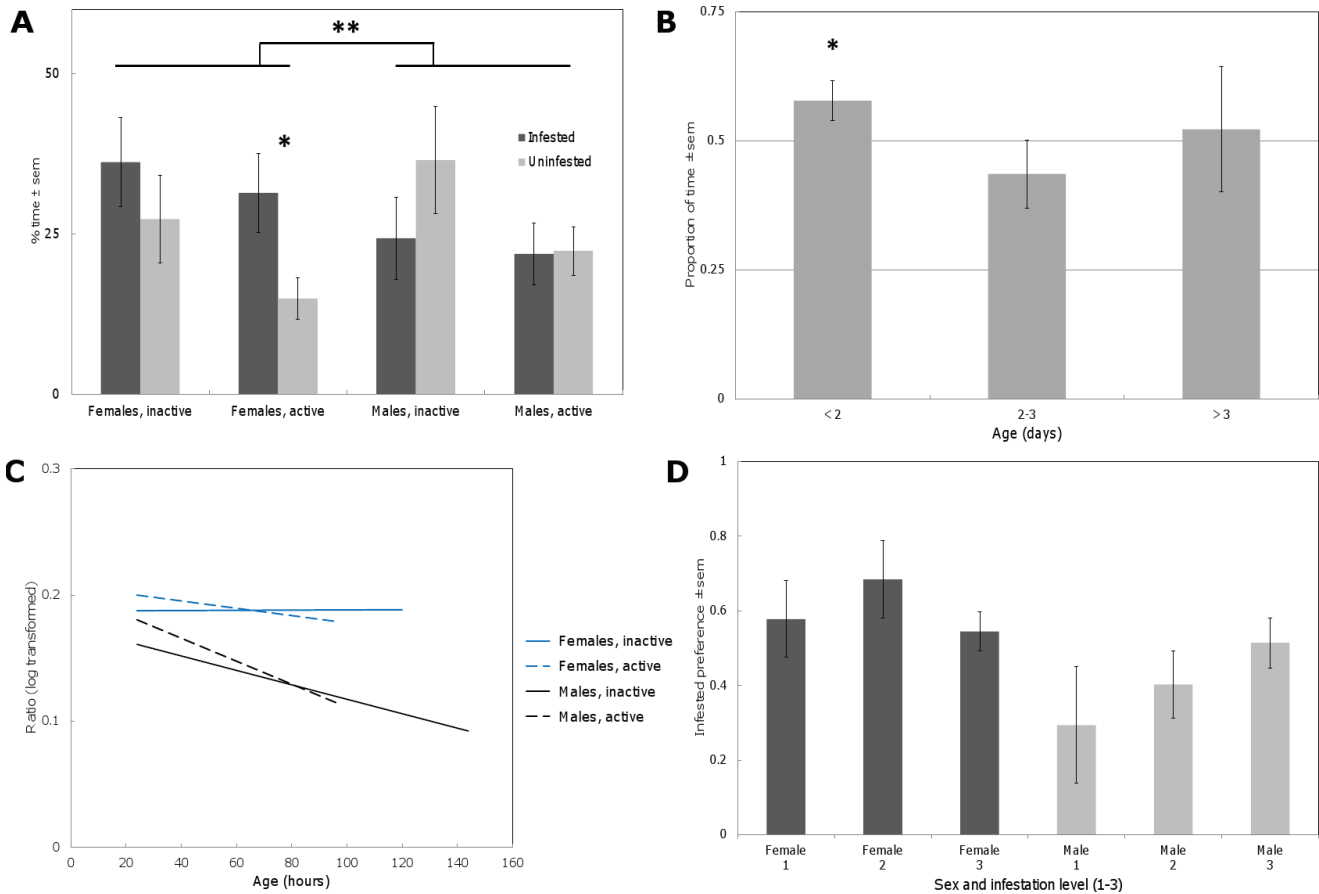 A
**
50
*
Infested
Uninfested
% time ± sem
25
0
Females, inactive
Females, active
Males, inactive
Males, active
B
0.75
*
0.5
Proportion of time ± sem
0.25
0
< 2
2-3
> 3
Age (days)
C
0.3
0.2
Ratio (log transformed)
0.1
0
0
20
40
60
80
100
120
140
160
Age (hours)
Females, inactive
Females, active
Males, inactive
Males, active
D
1
0.8
0.6
Infested preference ± sem
0.4
0.2
0
Female 1
Female 2
Female 3
Male 1
Male 2
Male 3
Sex and infestation level (1-3)